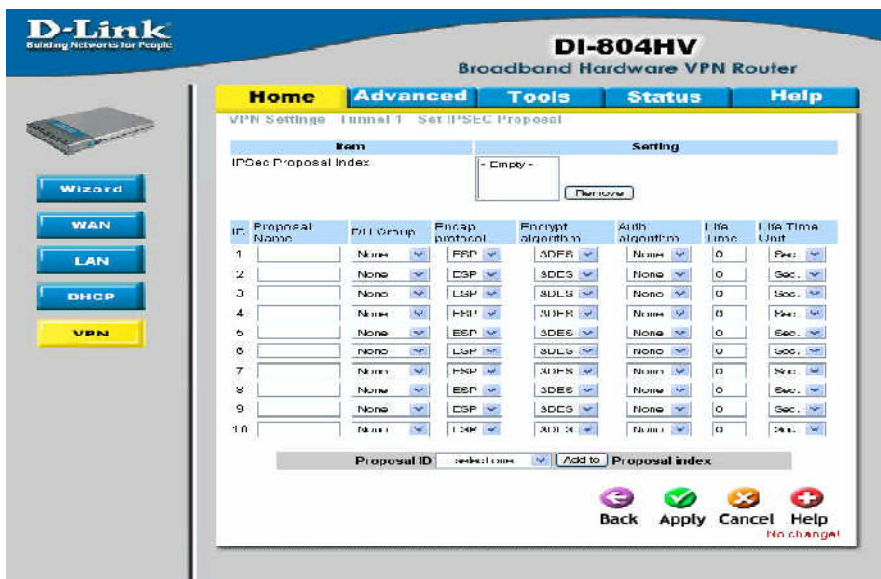 D-Link
Building Networks for People
DI-804HV
Broadband Hardware VPN Router
Home Advanced Tools Status Help
VPN Settings Tunnel 1 Set IPSEC Proposal
Item Setting
IPSec Proposal Index
- Empty -
Remove
Wizard
WAN
LAN
DHCP
VPN
ID Proposal Name DH Group Encap protocol Encrypt algorithm Auth algorithm Life Time Life Time Unit
1 None ESP 3DES None 0 Sec.
2 None ESP 3DES None 0 Sec.
3 None ESP 3DES None 0 Sec.
4 None ESP 3DES None 0 Sec.
5 None ESP 3DES None 0 Sec.
6 None ESP 3DES None 0 Sec.
7 None ESP 3DES None 0 Sec.
8 None ESP 3DES None 0 Sec.
9 None ESP 3DES None 0 Sec.
10 None ESP 3DES None 0 Sec.
Proposal ID select one Add to Proposal index
Back Apply Cancel Help
No change!